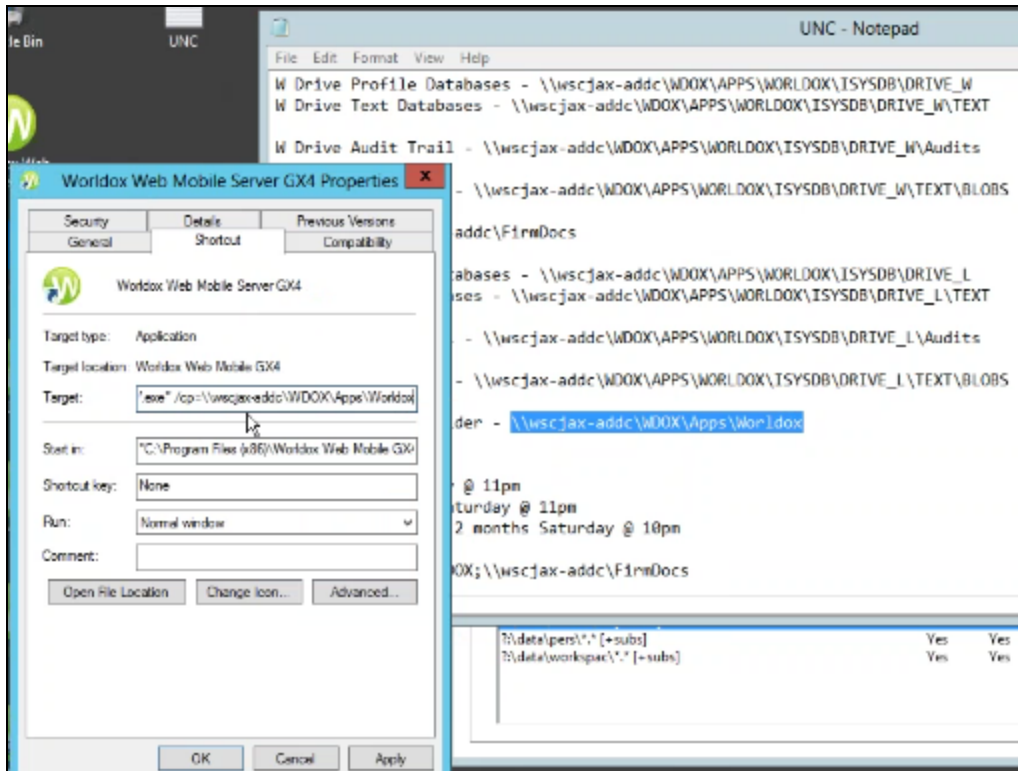 le Bin
UNC
UNC - Notepad
File Edit Format View Help
W Drive Profile Databases - \\wscjax-addc\WDOX\APPS\WORLDOX\ISYSDB\DRIVE_W
W Drive Text Databases - \\wscjax-addc\WDOX\APPS\WORLDOX\ISYSDB\DRIVE_W\TEXT
W Drive Audit Trail - \\wscjax-addc\WDOX\APPS\WORLDOX\ISYSDB\DRIVE_W\Audits
- \\wscjax-addc\WDOX\APPS\WORLDOX\ISYSDB\DRIVE_W\TEXT\BLOBS
addc\FirmDocs
abases - \\wscjax-addc\WDOX\APPS\WORLDOX\ISYSDB\DRIVE_L
ses - \\wscjax-addc\WDOX\APPS\WORLDOX\ISYSDB\DRIVE_L\TEXT
- \\wscjax-addc\WDOX\APPS\WORLDOX\ISYSDB\DRIVE_L\Audits
- \\wscjax-addc\WDOX\APPS\WORLDOX\ISYSDB\DRIVE_L\TEXT\BLOBS
der - \\wscjax-addc\WDOX\Apps\Worldox
@ 11pm
turday @ 11pm
2 months Saturday @ 10pm
OX;\\wscjax-addc\FirmDocs
Worldox Web Mobile Server GX4 Properties
x
Security Details Previous Versions
General Shortcut Compatibility
Worldox Web Mobile Server GX4
Target type: Application
Target location: Worldox Web Mobile GX4
Target: '.exe" /cp=\\wscjax-addc\WDOX\Apps\Worldox
Start in: "C:\Program Files (x86)\Worldox Web Mobile GX4
Shortcut key: None
Run: Normal window
Comment:
Open File Location Change Icon... Advanced...
OK Cancel Apply
?:\data\pers\*.* [+subs] Yes Yes
?:\data\workspac\*.* [+subs] Yes Yes